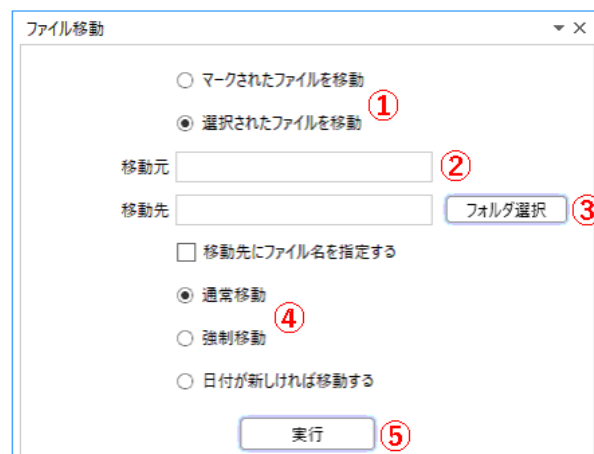 ファイル移動
マークされたファイルを移動
①
選択されたファイルを移動
移動元 ②
移動先 フォルダ選択 ③
移動先にファイル名を指定する
通常移動
④
強制移動
日付が新しければ移動する
実行 ⑤